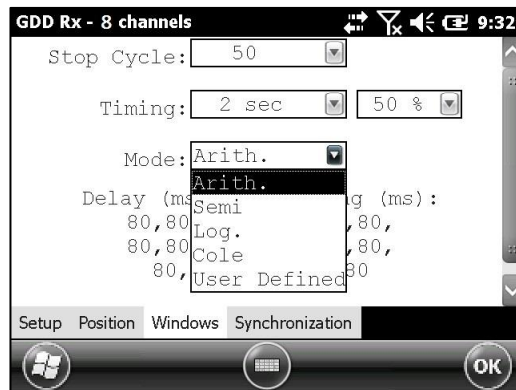 GDD Rx - 8 channels 9:32
Stop Cycle: 50
Timing: 2 sec 50 %
Mode: Arith.
Arith.
Delay (ms g (ms):
Semi
80,80 80,
Log.
80,80 80,
Cole
80, 80
User Defined
Setup Position Windows Synchronization
OK